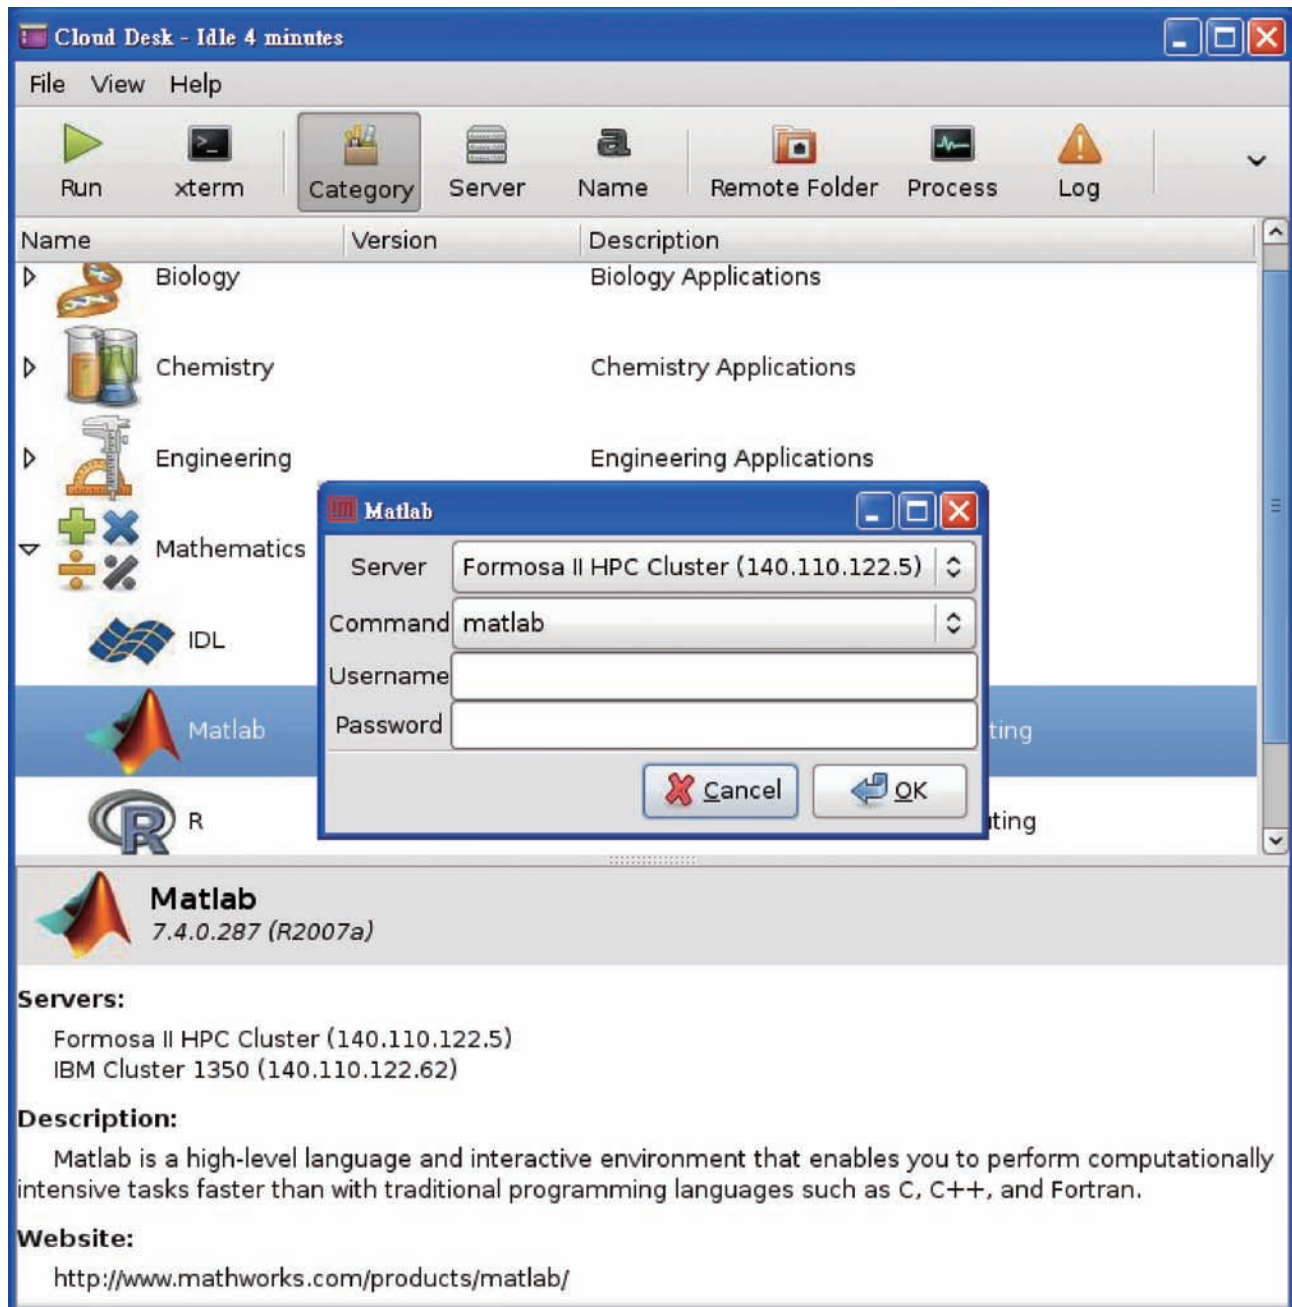 Cloud Desk - Idle 4 minutes
File View Help
Run xterm Category Server Name Remote Folder Process Log
Name Version Description
Biology Biology Applications
Chemistry Chemistry Applications
Engineering Engineering Applications
Mathematics
IDL
Matlab ting
R ting
Matlab
Server Formosa II HPC Cluster (140.110.122.5)
Command matlab
Username
Password
Cancel OK
Matlab
7.4.0.287 (R2007a)
Servers:
Formosa II HPC Cluster (140.110.122.5)
IBM Cluster 1350 (140.110.122.62)
Description:
Matlab is a high-level language and interactive environment that enables you to perform computationally
intensive tasks faster than with traditional programming languages such as C, C++, and Fortran.
Website:
http://www.mathworks.com/products/matlab/